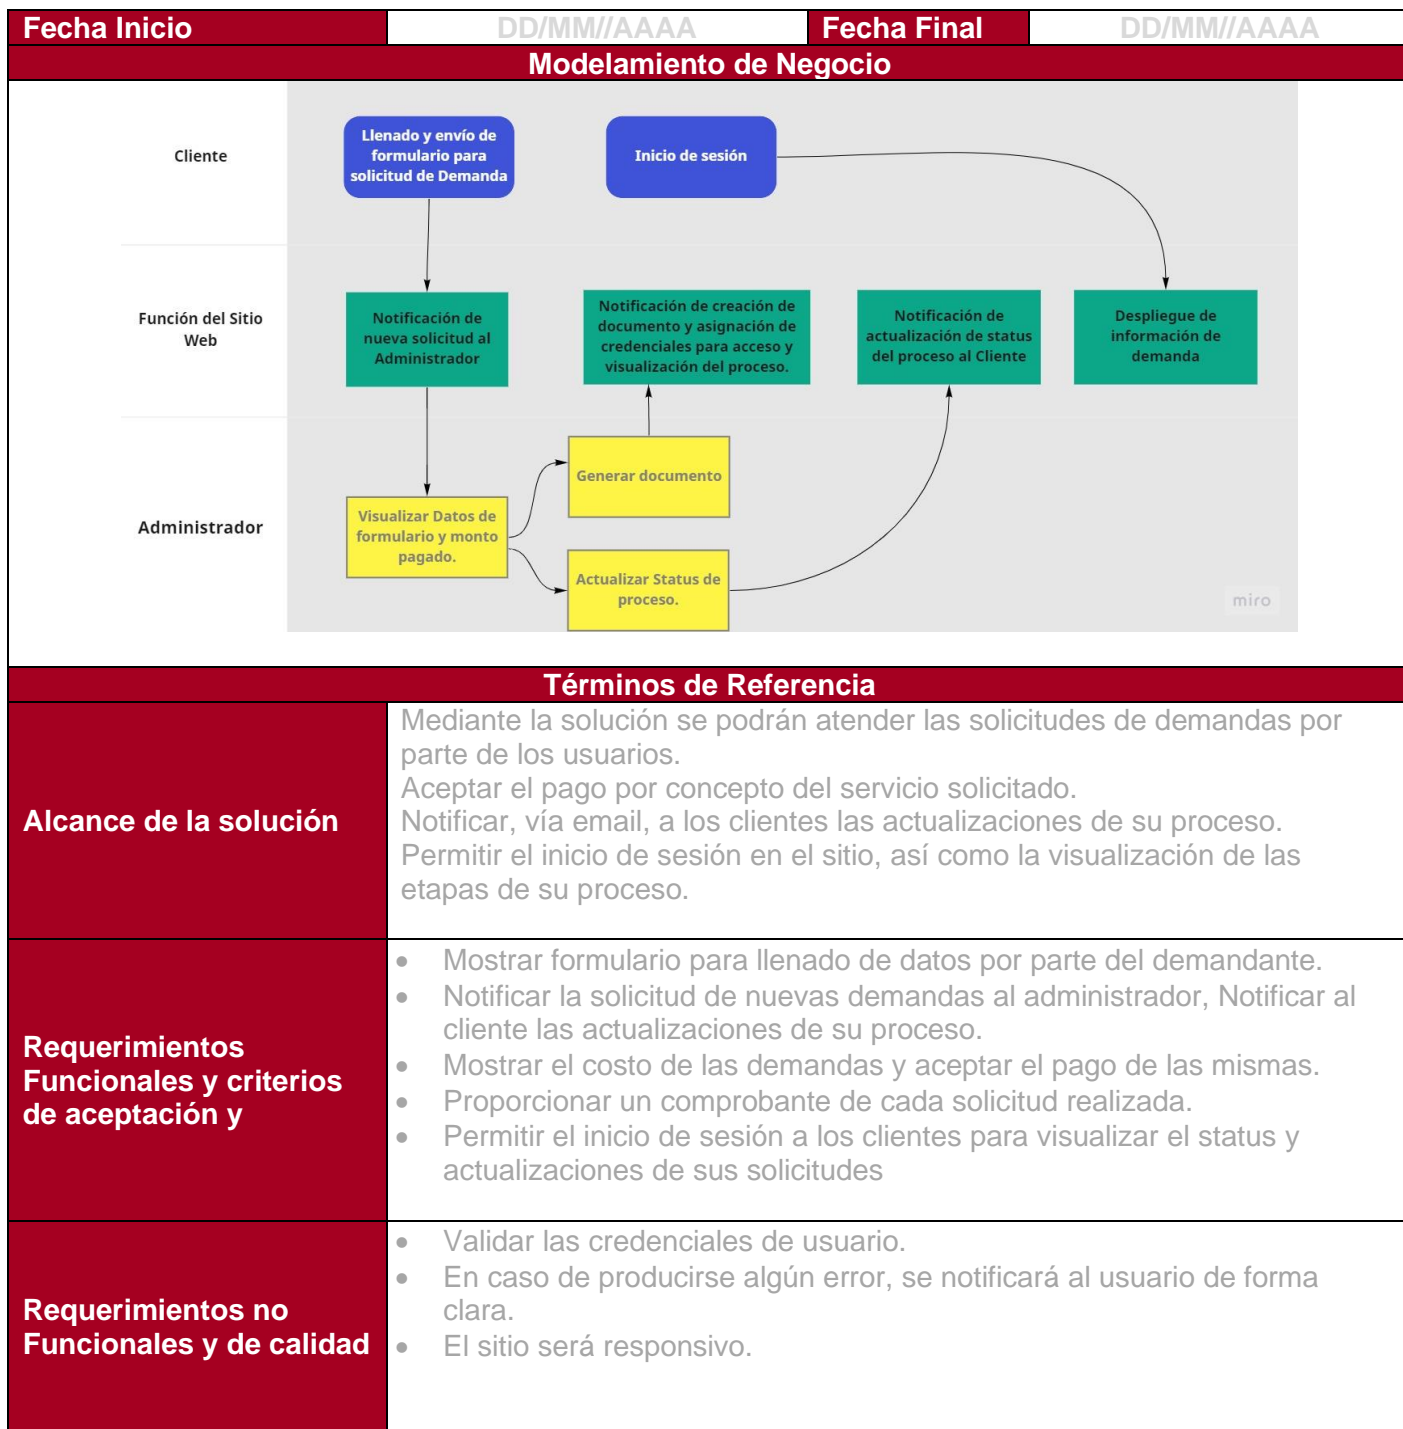 Fecha Inicio DD/MM//AAAA Fecha Final DD/MM//AAAA
Modelamiento de Negocio
Cliente
Llenado y envío de
formulario para
solicitud de Demanda
Inicio de sesión
Función del Sitio
Web
Notificación de
nueva solicitud al
Administrador
Notificación de creación de
documento y asignación de
credenciales para acceso y
visualización del proceso.
Notificación de
actualización de status
del proceso al Cliente
Despliegue de
información de
demanda
Administrador
Visualizar Datos de
formulario y monto
pagado.
Generar documento
Actualizar Status de
proceso.
miro
Términos de Referencia
Alcance de la solución
Mediante la solución se podrán atender las solicitudes de demandas por
parte de los usuarios.
Aceptar el pago por concepto del servicio solicitado.
Notificar, vía email, a los clientes las actualizaciones de su proceso.
Permitir el inicio de sesión en el sitio, así como la visualización de las
etapas de su proceso.
Requerimientos
Funcionales y criterios
de aceptación y
• Mostrar formulario para llenado de datos por parte del demandante.
• Notificar la solicitud de nuevas demandas al administrador, Notificar al
cliente las actualizaciones de su proceso.
• Mostrar el costo de las demandas y aceptar el pago de las mismas.
• Proporcionar un comprobante de cada solicitud realizada.
• Permitir el inicio de sesión a los clientes para visualizar el status y
actualizaciones de sus solicitudes
Requerimientos no
Funcionales y de calidad
• Validar las credenciales de usuario.
• En caso de producirse algún error, se notificará al usuario de forma
clara.
• El sitio será responsivo.